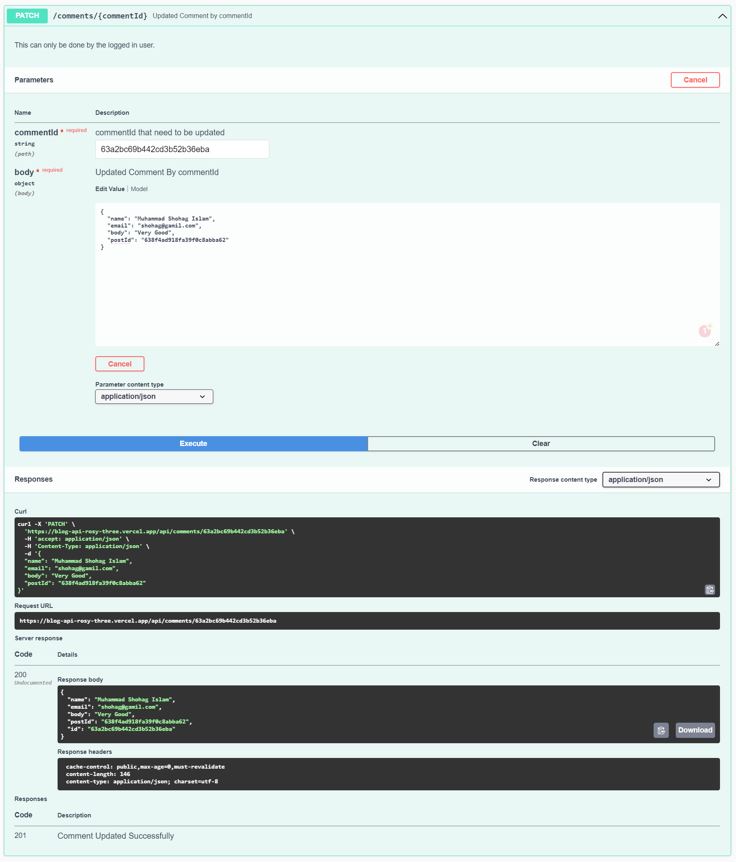 PATCH /comments/{commentId} Updated Comment by commentId
This can only be done by the logged in user.
Parameters
Cancel
Name Description
commentId * required commentId that need to be updated
string
(path)
63a2bc69b442cd3b52b36eba
body * required Updated Comment By commentId
object
(body)
Edit Value | Model
{
"name": "Muhammad Shohag Islam",
"email": "shohag@gamil.com",
"body": "Very Good",
"postId": "638f4ad918fa39f0c8abba62"
}
1
Cancel
Parameter content type
application/json
Execute Clear
Responses Response content type application/json
Curl
curl -X 'PATCH' \
'https://blog-api-rosy-three.vercel.app/api/comments/63a2bc69b442cd3b52b36eba' \
-H 'accept: application/json' \
-H 'Content-Type: application/json' \
-d '{
"name": "Muhammad Shohag Islam",
"email": "shohag@gamil.com",
"body": "Very Good",
"postId": "638f4ad918fa39f0c8abba62"
}'
Request URL
https://blog-api-rosy-three.vercel.app/api/comments/63a2bc69b442cd3b52b36eba
Server response
Code Details
200
Undocumented
Response body
{
"name": "Muhammad Shohag Islam",
"email": "shohag@gamil.com",
"body": "Very Good",
"postId": "638f4ad918fa39f0c8abba62",
"id": "63a2bc69b442cd3b52b36eba"
}
Download
Response headers
cache-control: public,max-age=0,must-revalidate
content-length: 146
content-type: application/json; charset=utf-8
Responses
Code Description
201 Comment Updated Successfully